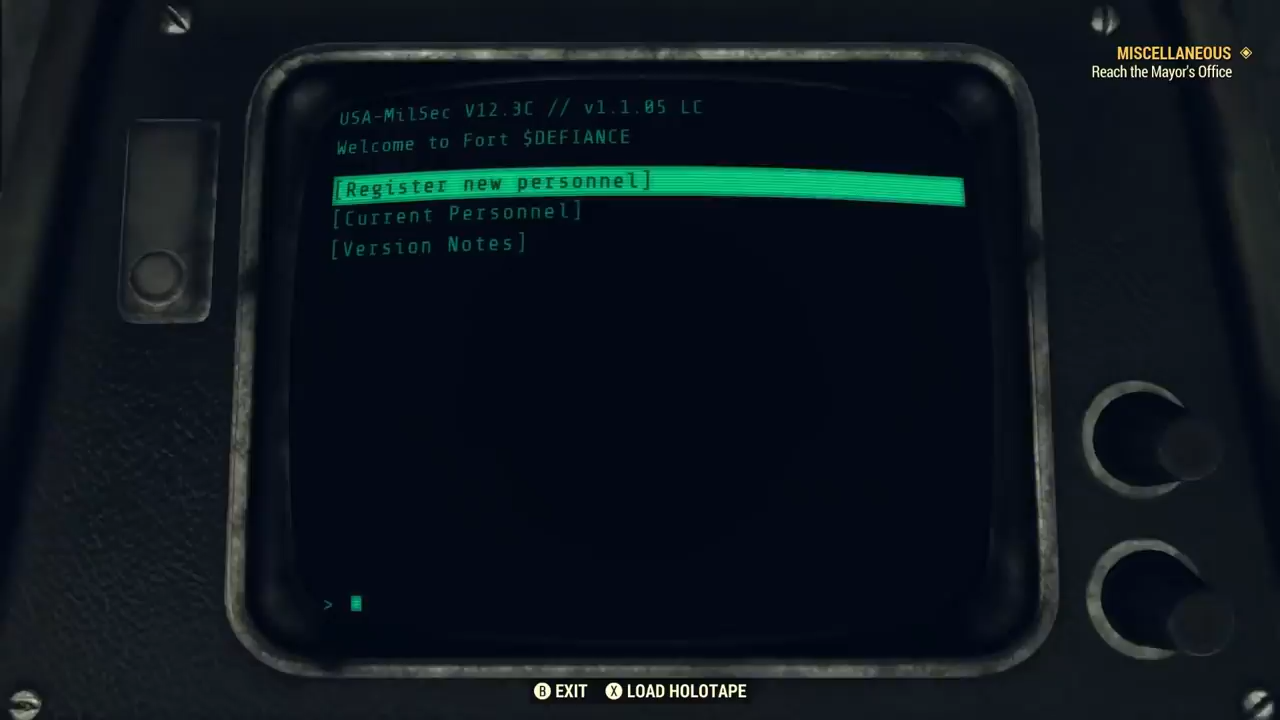 MISCELLANEOUS
Reach the Mayor's Office
USA-MilSec V12.3C // v1.1.05 LC
Welcome to Fort $DEFIANCE
[Register new personnel]
[Current Personnel]
[Version Notes]
>
B EXIT X LOAD HOLOTAPE